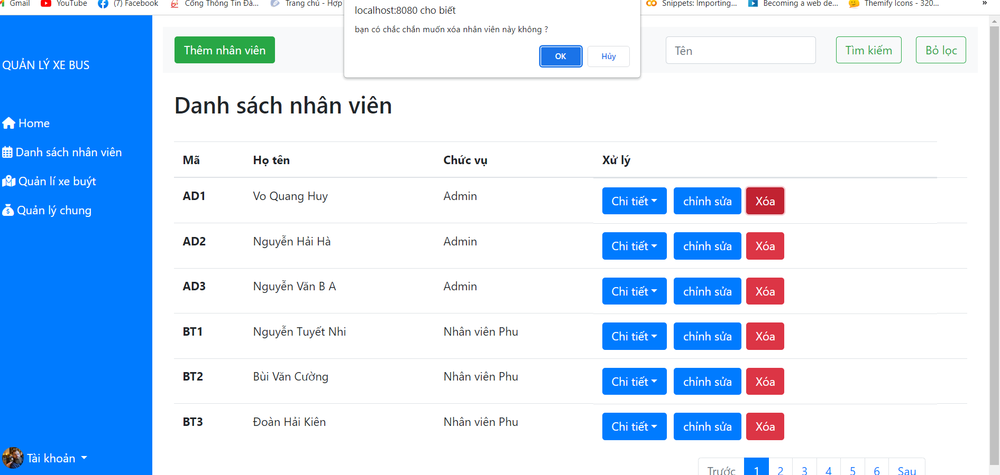 Gmail YouTube (7) Facebook Cổng Thông Tin Đà... Trang chủ - Hợp Snippets: Importing... Becoming a web de... Themify Icons - 320... »
localhost:8080 cho biết
bạn có chắc chắn muốn xóa nhân viên này không ?
OK Hủy
Thêm nhân viên Tên Tìm kiếm Bỏ lọc
QUẢN LÝ XE BUS
Home
Danh sách nhân viên
Quản lí xe buýt
Quản lý chung
Tài khoản
Danh sách nhân viên
Mã Họ tên Chức vụ Xử lý
AD1 Vo Quang Huy Admin Chi tiết chỉnh sửa Xóa
AD2 Nguyễn Hải Hà Admin Chi tiết chỉnh sửa Xóa
AD3 Nguyễn Văn B A Admin Chi tiết chỉnh sửa Xóa
BT1 Nguyễn Tuyết Nhi Nhân viên Phu Chi tiết chỉnh sửa Xóa
BT2 Bùi Văn Cường Nhân viên Phu Chi tiết chỉnh sửa Xóa
BT3 Đoàn Hải Kiên Nhân viên Phu Chi tiết chỉnh sửa Xóa
Trước 1 2 3 4 5 6 Sau